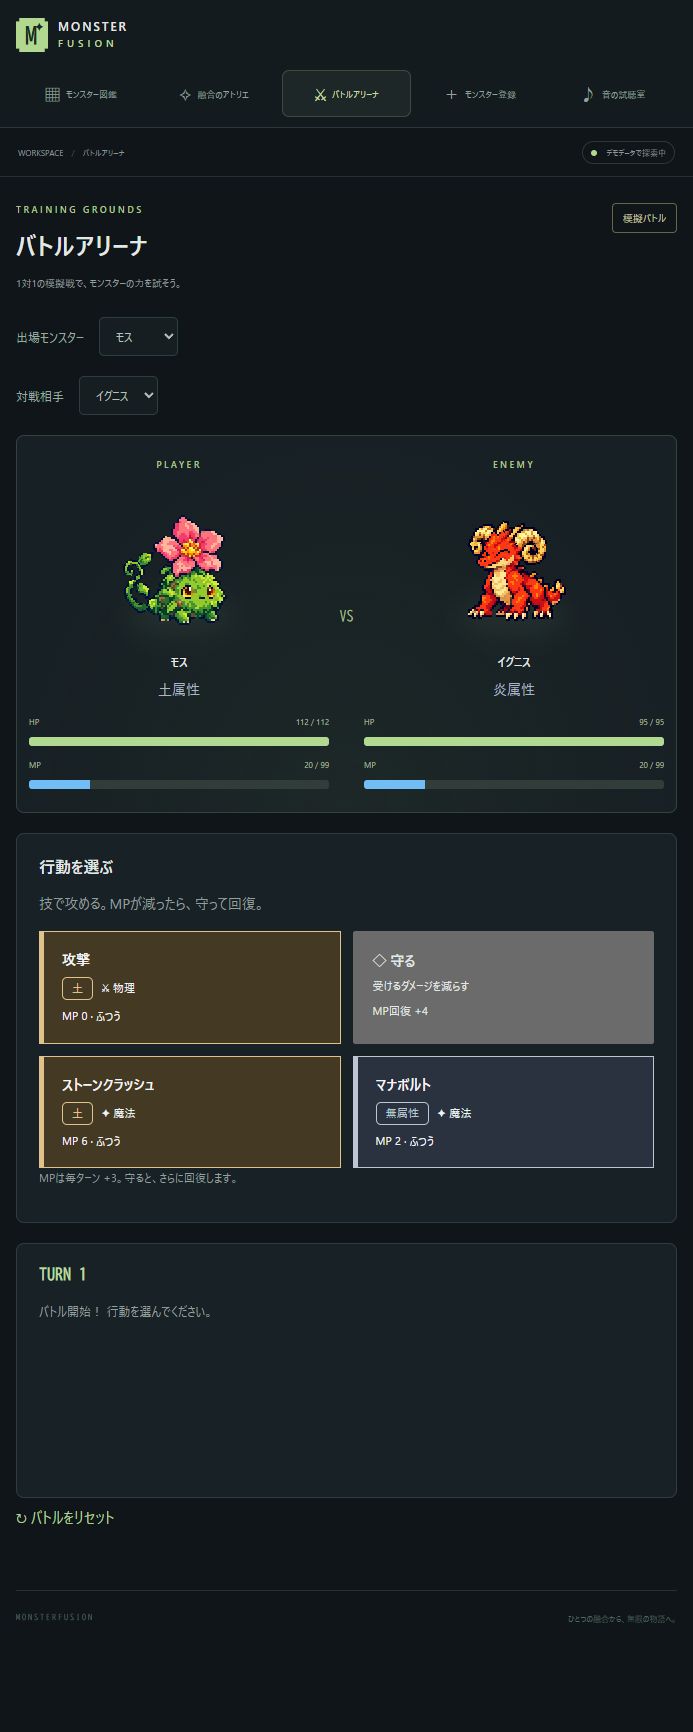 M
MONSTER
FUSION
モンスター図鑑
融合のアトリエ
バトルアリーナ
モンスター登録
音の試聴室
WORKSPACE / バトルアリーナ
デモデータで探索中
TRAINING GROUNDS
模擬バトル
バトルアリーナ
1対1の模擬戦で、モンスターの力を試そう。
出場モンスター モス
対戦相手 イグニス
PLAYER
ENEMY
VS
モス
イグニス
土属性
炎属性
HP 112 / 112
HP 95 / 95
MP 20 / 99
MP 20 / 99
行動を選ぶ
技で攻める。MPが減ったら、守って回復。
攻撃
土 ⚔ 物理
MP 0・ふつう
◇ 守る
受けるダメージを減らす
MP回復 +4
ストーンクラッシュ
土 ✦ 魔法
MP 6・ふつう
マナボルト
無属性 ✦ 魔法
MP 2・ふつう
MPは毎ターン +3。守ると、さらに回復します。
TURN 1
バトル開始！ 行動を選んでください。
↻ バトルをリセット
MONSTERFUSION
ひとつの融合から、無限の物語へ。